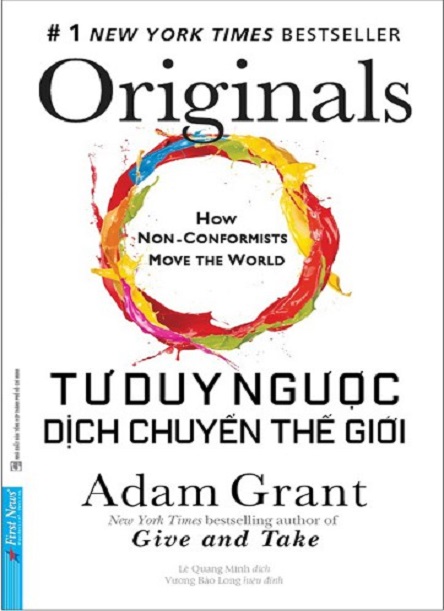 # 1 NEW YORK TIMES BESTSELLER
Originals
HOW
NON-CONFORMISTS
MOVE THE WORLD
TƯ DUY NGƯỢC
DỊCH CHUYỂN THẾ GIỚI
Adam Grant
New York Times bestselling author of
Give and Take
Lê Quang Minh dịch
Vương Bảo Long hiệu đính
First News